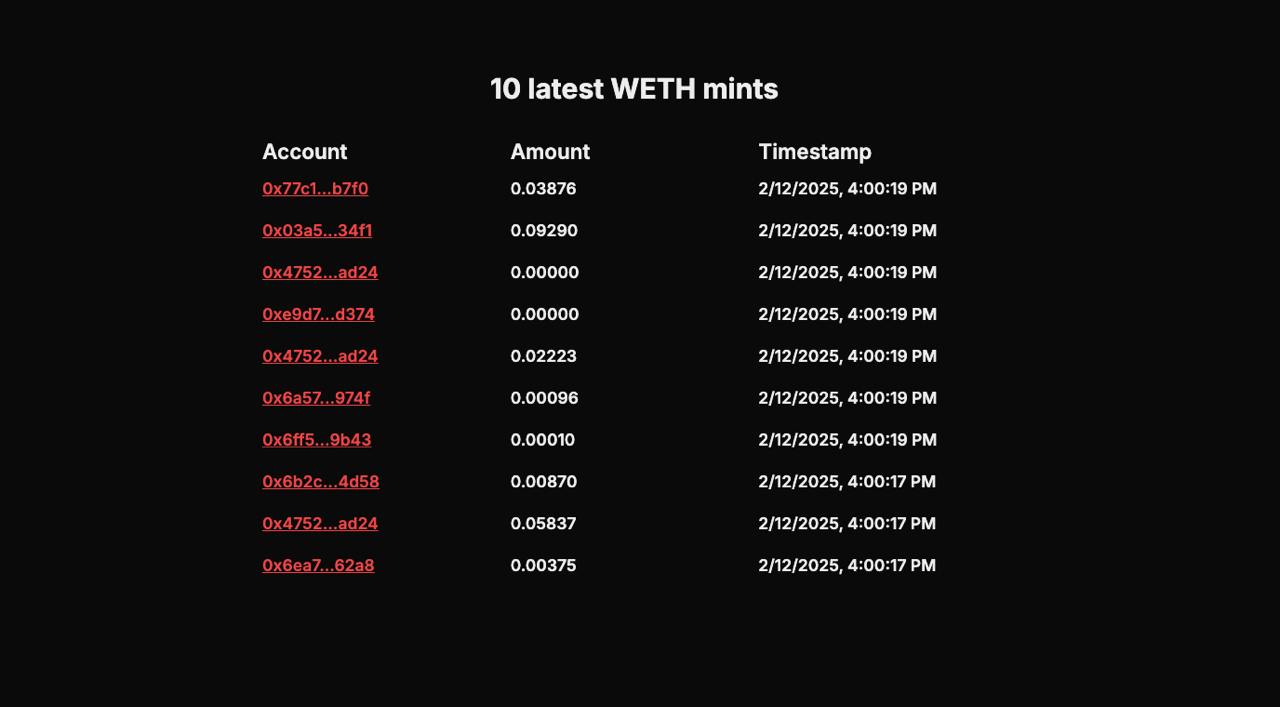 10 latest WETH mints
Account Amount Timestamp
0x77c1...b7f0 0.03876 2/12/2025, 4:00:19 PM
0x03a5...34f1 0.09290 2/12/2025, 4:00:19 PM
0x4752...ad24 0.00000 2/12/2025, 4:00:19 PM
0xe9d7...d374 0.00000 2/12/2025, 4:00:19 PM
0x4752...ad24 0.02223 2/12/2025, 4:00:19 PM
0x6a57...974f 0.00096 2/12/2025, 4:00:19 PM
0x6ff5...9b43 0.00010 2/12/2025, 4:00:19 PM
0x6b2c...4d58 0.00870 2/12/2025, 4:00:17 PM
0x4752...ad24 0.05837 2/12/2025, 4:00:17 PM
0x6ea7...62a8 0.00375 2/12/2025, 4:00:17 PM